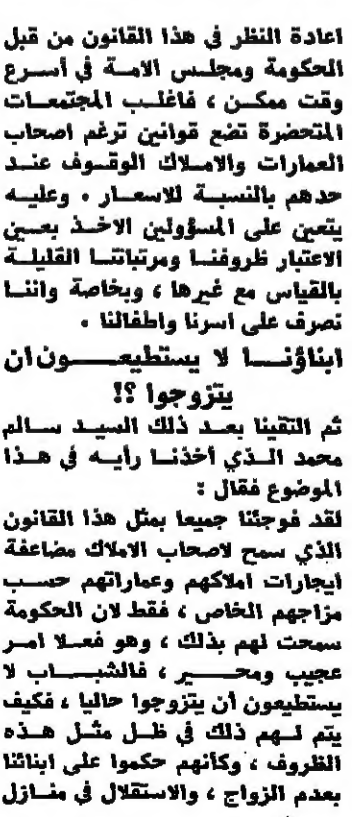 اعادة النظر في هذا القانون من قبل
الحكومة ومجلس الامة في أسرع
وقت ممكن ، فاغلب المجتمعات
المتحضرة تضع قوانين ترغم اصحاب
العمارات والاملاك الوقوف عند
حدهم بالنسبة للاسعار . وعليه
يتعين على المسؤولين الاخذ بعين
الاعتبار ظروفنا ومرتباتنا القليلة
بالقياس مع غيرها ، وبخاصة واننا
نصرف على اسرنا واطفالنا .
ابناؤنا لا يستطيعون ان
يتزوجوا ؟!
ثم التقينا بعد ذلك السيد سالم
محمد الذي أخذنا رأيه في هذا
الموضوع فقال :
لقد فوجئنا جميعا بمثل هذا القانون
الذي سمح لاصحاب الاملاك مضاعفة
ايجارات املاكهم وعماراتهم حسب
مزاجهم الخاص ، فقط لان الحكومة
سمحت لهم بذلك ، وهو فعلا امر
عجيب ومحير ، فالشباب لا
يستطيعون أن يتزوجوا حاليا ، فكيف
يتم لهم ذلك في ظل مثل هذه
الظروف ، وكأنهم حكموا على ابنائنا
بعدم الزواج ، والاستقلال في منازل